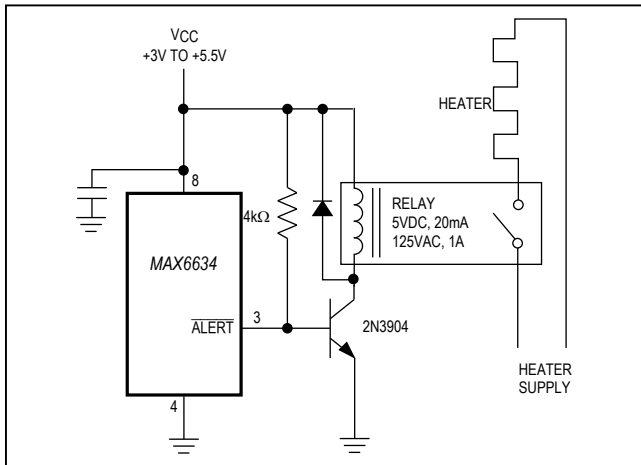 VCC
+3V TO +5.5V
HEATER
8
4kΩ
RELAY
5VDC, 20mA
125VAC, 1A
MAX6634
ALERT
3
2N3904
4
HEATER
SUPPLY